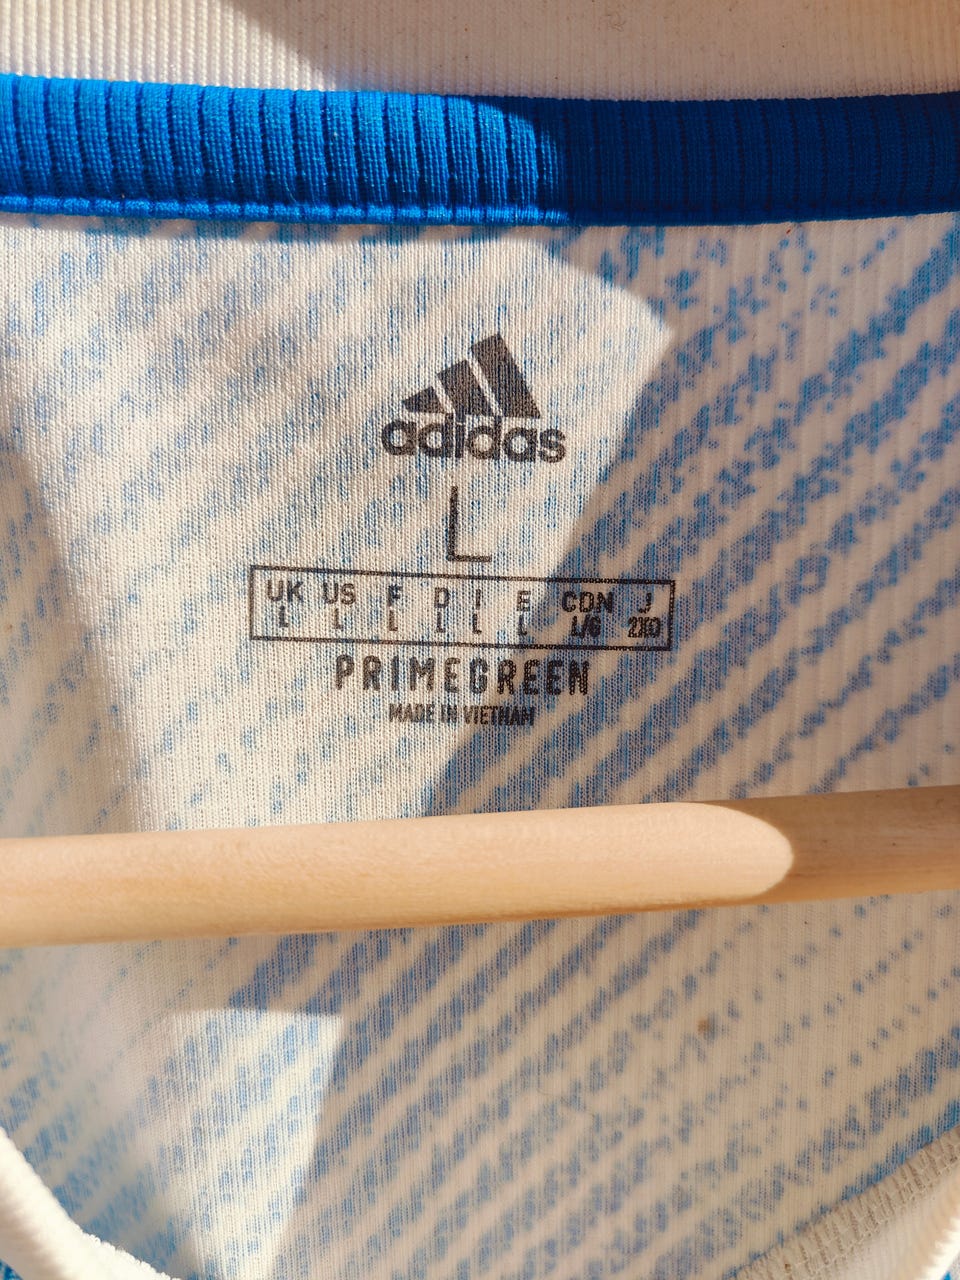 adidas
L
UK US F D I E CDN J
L L L L L L L/G 2XO
PRIMEGREEN
MADE IN VIETNAM